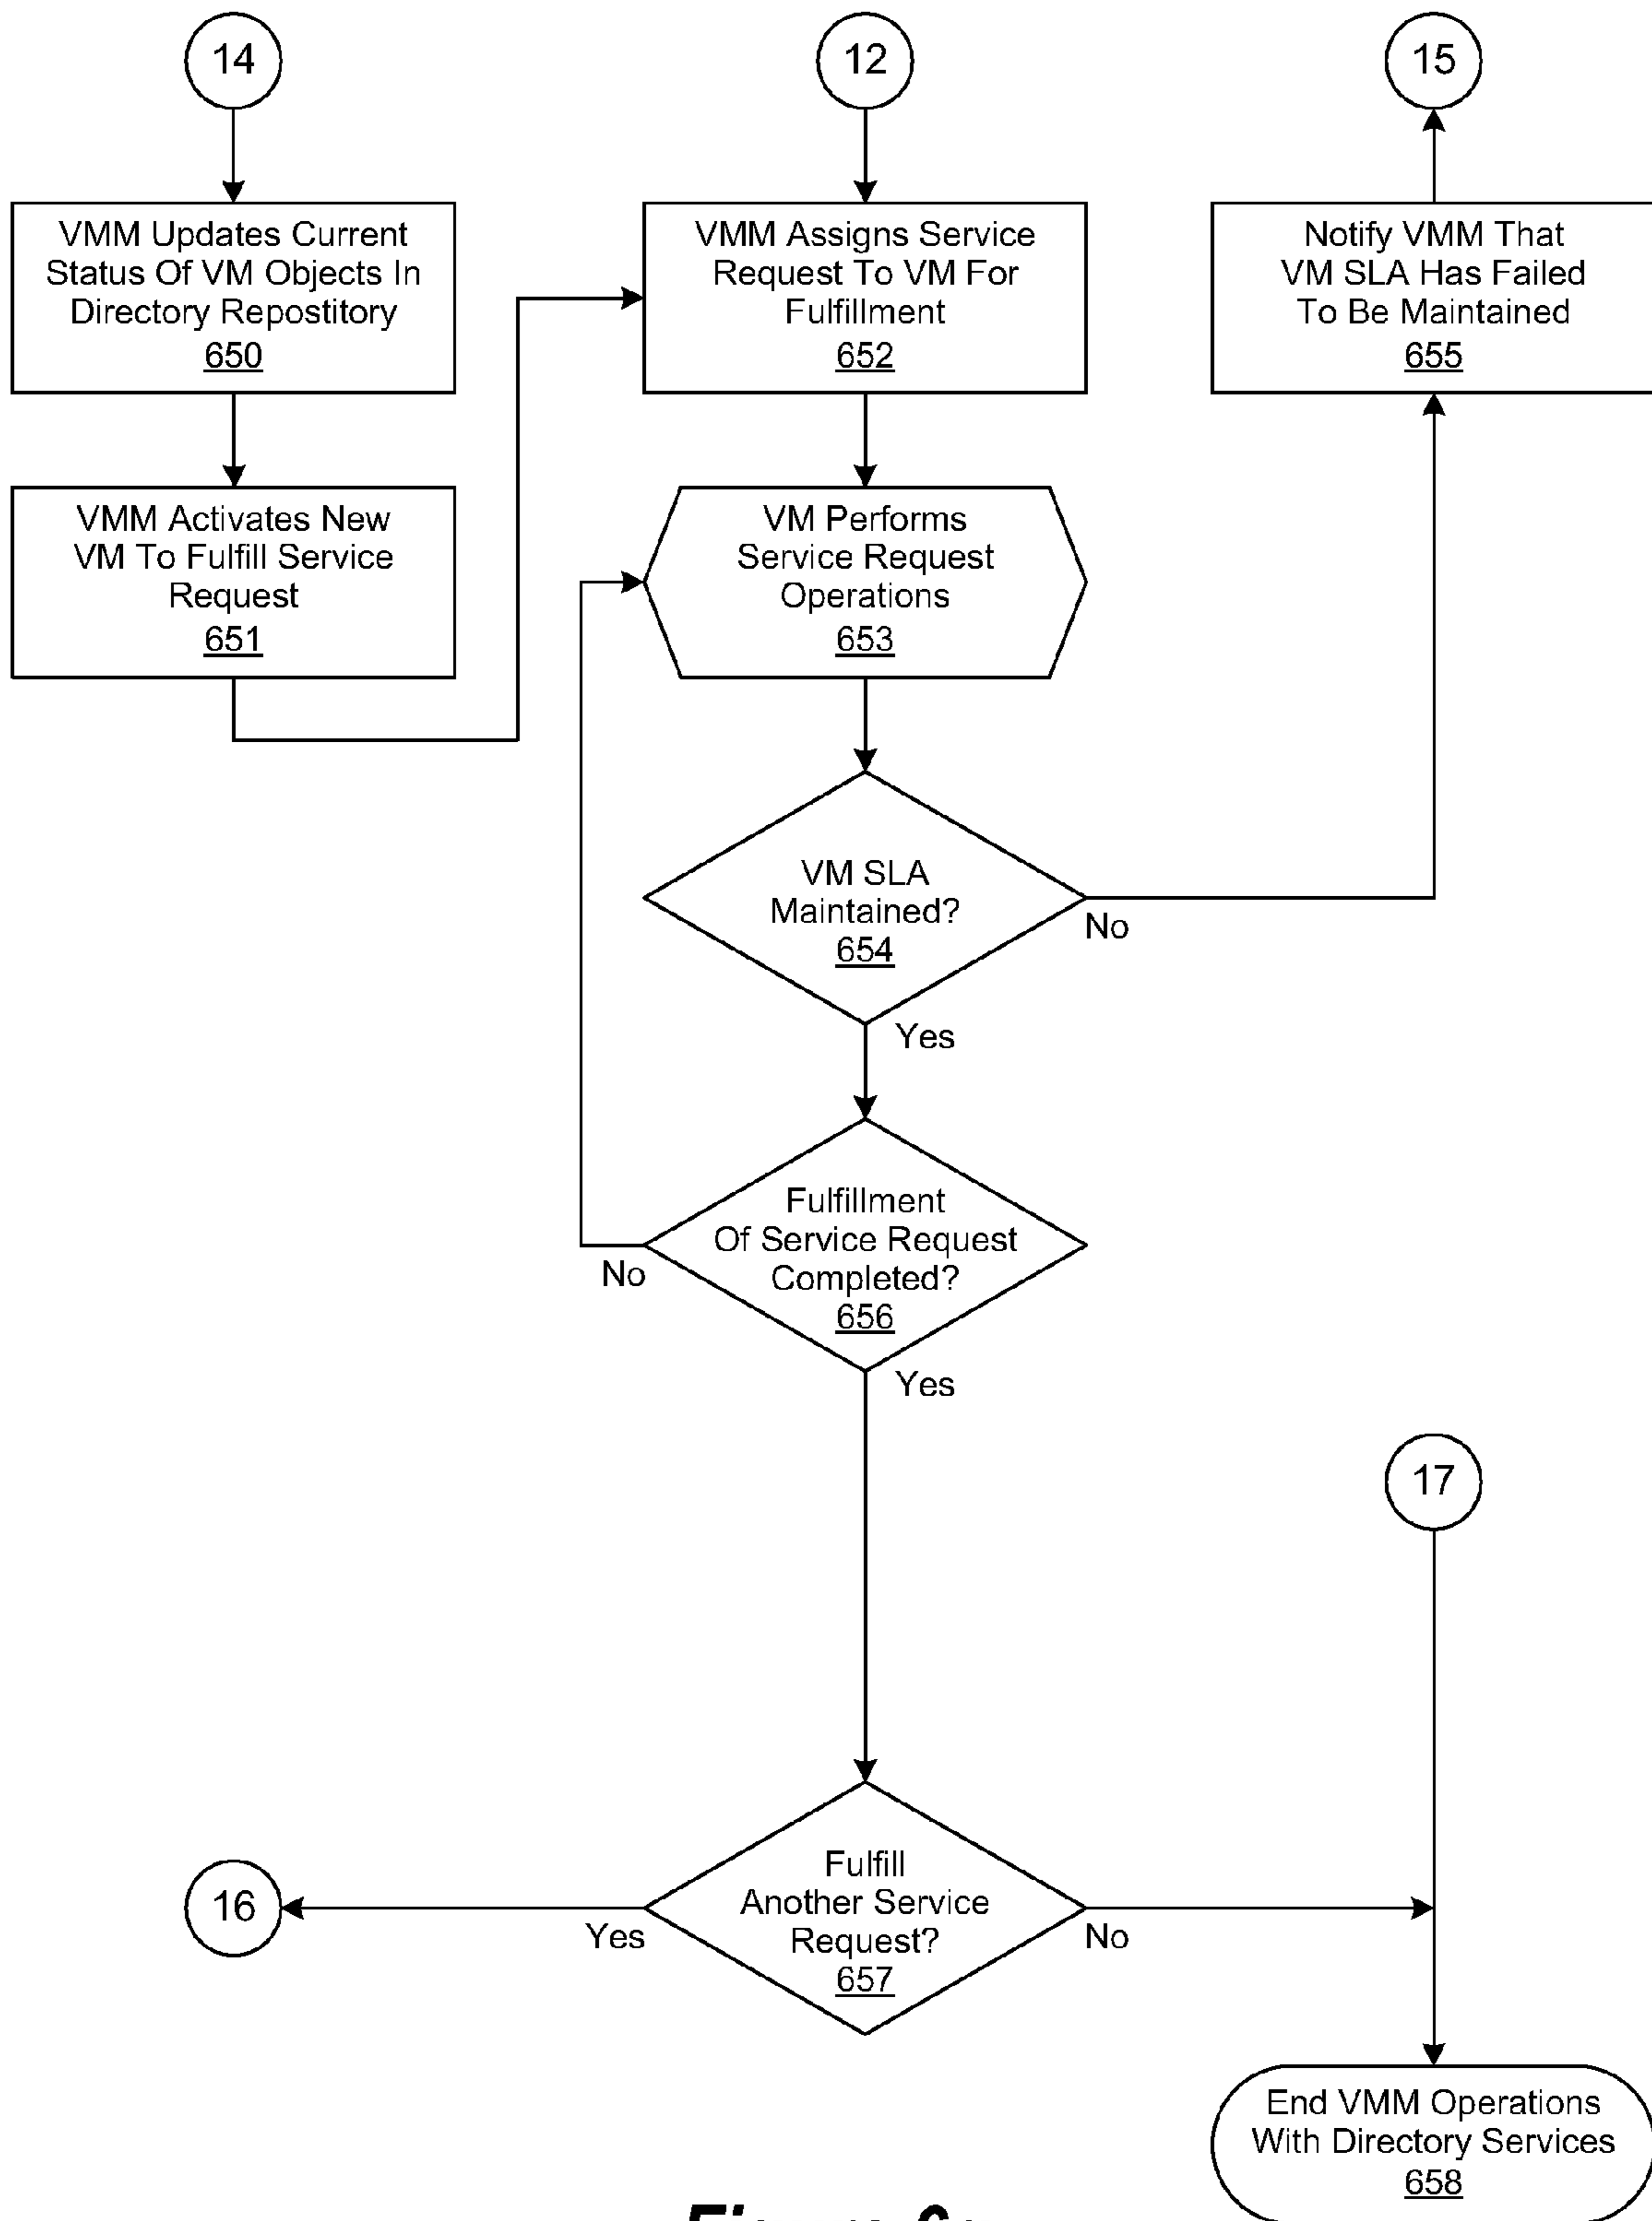 14
12
15
VMM Updates Current
Status Of VM Objects In
Directory Repostitory
650
VMM Assigns Service
Request To VM For
Fulfillment
652
Notify VMM That
VM SLA Has Failed
To Be Maintained
655
VMM Activates New
VM To Fulfill Service
Request
651
VM Performs
Service Request
Operations
653
VM SLA
Maintained?
654
No
Yes
Fulfillment
Of Service Request
Completed?
656
No
Yes
17
Fulfill
Another Service
Request?
657
16
Yes
No
End VMM Operations
With Directory Services
658
Figure